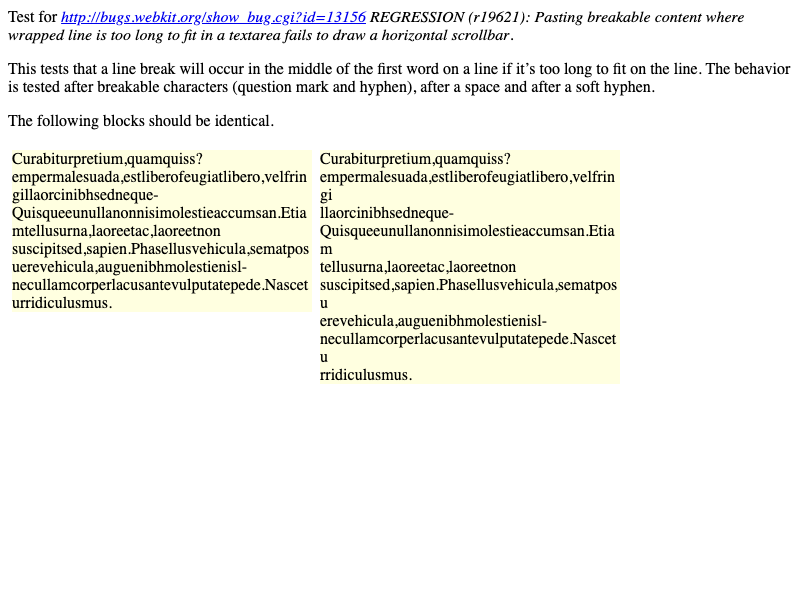 Test for http://bugs.webkit.org/show_bug.cgi?id=13156 REGRESSION (r19621): Pasting breakable content where
wrapped line is too long to fit in a textarea fails to draw a horizontal scrollbar.
This tests that a line break will occur in the middle of the first word on a line if it’s too long to fit on the line. The behavior
is tested after breakable characters (question mark and hyphen), after a space and after a soft hyphen.
The following blocks should be identical.
Curabiturpretium,quamquiss?
empermalesuada,estliberofeugiatlibero,velfrin
gillaorcinibhsedneque-
Quisqueeunullanonnisimolestieaccumsan.Etia
mtellusurna,laoreetac,laoreetnon
suscipitsed,sapien.Phasellusvehicula,sematpos
uerevehicula,auguenibhmolestienisl-
necullamcorperlacusantevulputatepede.Nascet
urridiculusmus.
Curabiturpretium,quamquiss?
empermalesuada,estliberofeugiatlibero,velfrin
gi
llaorcinibhsedneque-
Quisqueeunullanonnisimolestieaccumsan.Etia
m
tellusurna,laoreetac,laoreetnon
suscipitsed,sapien.Phasellusvehicula,sematpos
u
erevehicula,auguenibhmolestienisl-
necullamcorperlacusantevulputatepede.Nascet
u
rridiculusmus.